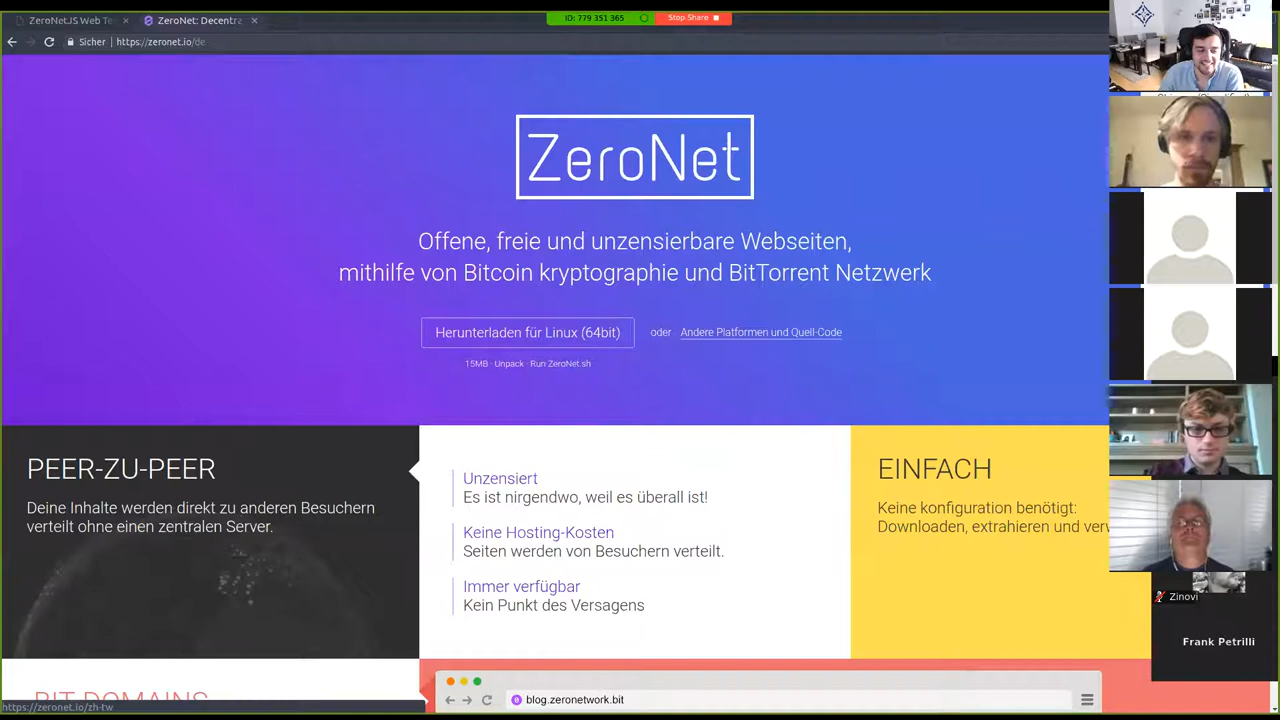 ZeroNetJS Web Te
ZeroNet: Decentra
ID: 779 351 365
Stop Share
Sicher
https://zeronet.io/de
ZeroNet
Offene, freie und unzensierbare Webseiten,
mithilfe von Bitcoin kryptographie und BitTorrent Netzwerk
Herunterladen für Linux (64bit)
oder
Andere Platformen und Quell-Code
15MB · Unpack · Run ZeroNet.sh
PEER-ZU-PEER
Deine Inhalte werden direkt zu anderen Besuchern
verteilt ohne einen zentralen Server.
Unzensiert
Es ist nirgendwo, weil es überall ist!
Keine Hosting-Kosten
Seiten werden von Besuchern verteilt.
Immer verfügbar
Kein Punkt des Versagens
EINFACH
Keine konfiguration benötigt:
Downloaden, extrahieren und verw
Zinovi
Frank Petrilli
BIT DOMAINS
blog.zeronetwork.bit
https://zeronet.io/zh-tw